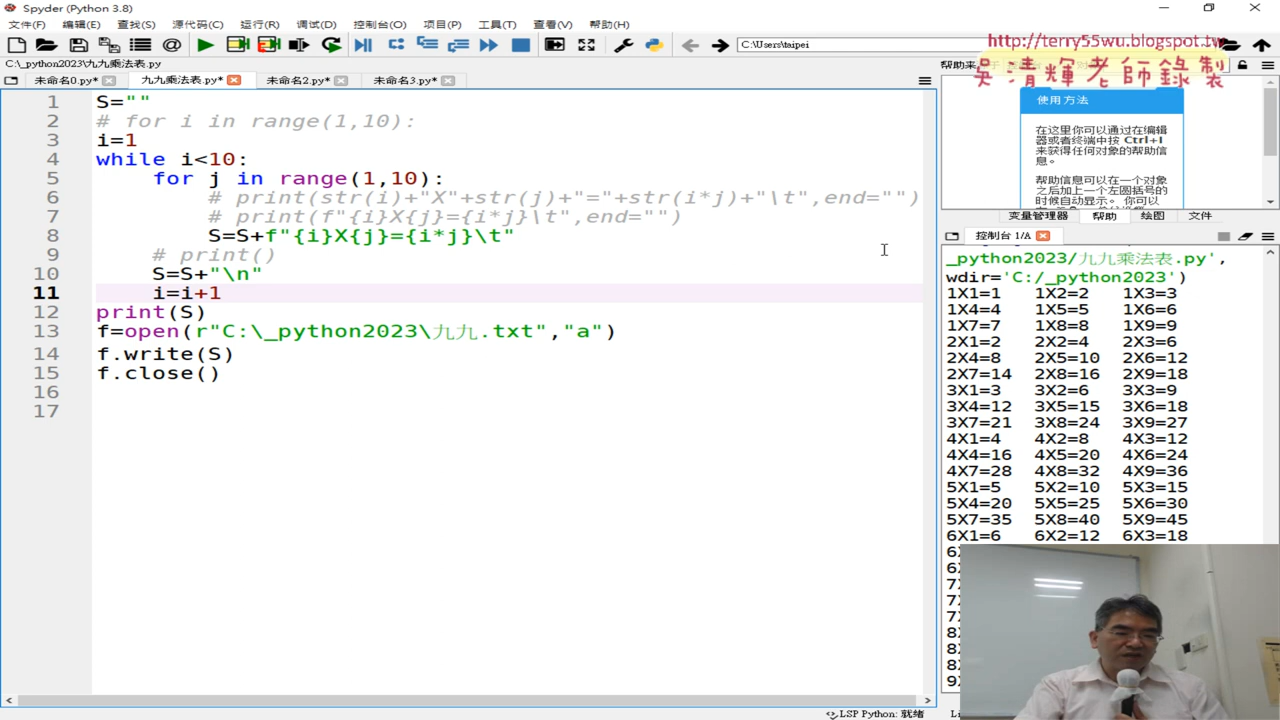 Spyder (Python 3.8)
文件(F) 编辑(E) 查找(S) 源代码(C) 运行(R) 调试(D) 控制台(O) 项目(P) 工具(T) 查看(V) 帮助(H)
C:\Users\taipei
http://terry55wu.blogspot.tw
吳清輝老師錄製
C:\_python2023\九九乘法表.py
未命名0.py* 九九乘法表.py* 未命名2.py* 未命名3.py*
1 S=""
2 # for i in range(1,10):
3 i=1
4 while i<10:
5 for j in range(1,10):
6 # print(str(i)+"X"+str(j)+"="+str(i*j)+"\t",end="")
7 # print(f"{i}X{j}={i*j}\t",end="")
8 S=S+f"{i}X{j}={i*j}\t"
9 # print()
10 S=S+"\n"
11 i=i+1
12 print(S)
13 f=open(r"C:\_python2023\九九.txt","a")
14 f.write(S)
15 f.close()
16
17
使用方法
在这里你可以通过在编辑
器或者终端中按 Ctrl+I
来获得任何对象的帮助信
息。
帮助信息可以在一个对象
之后加上一个左圆括号的
时候自动显示。 你可以
变量管理器 帮助 绘图 文件
控制台 1/A
_python2023/九九乘法表.py',
wdir='C:/_python2023')
1X1=1 1X2=2 1X3=3
1X4=4 1X5=5 1X6=6
1X7=7 1X8=8 1X9=9
2X1=2 2X2=4 2X3=6
2X4=8 2X5=10 2X6=12
2X7=14 2X8=16 2X9=18
3X1=3 3X2=6 3X3=9
3X4=12 3X5=15 3X6=18
3X7=21 3X8=24 3X9=27
4X1=4 4X2=8 4X3=12
4X4=16 4X5=20 4X6=24
4X7=28 4X8=32 4X9=36
5X1=5 5X2=10 5X3=15
5X4=20 5X5=25 5X6=30
5X7=35 5X8=40 5X9=45
6X1=6 6X2=12 6X3=18
LSP Python: 就绪